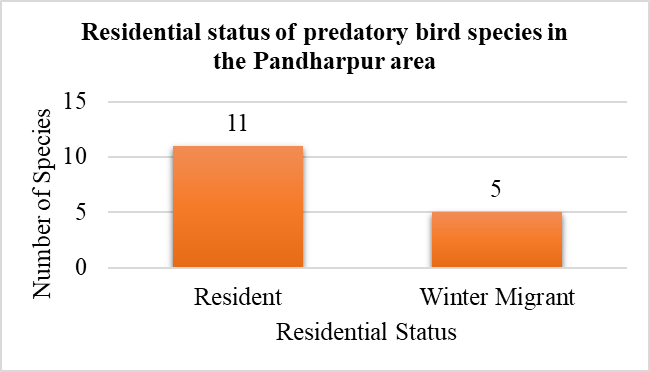 Residential status of predatory bird species in
the Pandharpur area
Number of Species
15
10
5
0
11
5
Resident
Winter Migrant
Residential Status